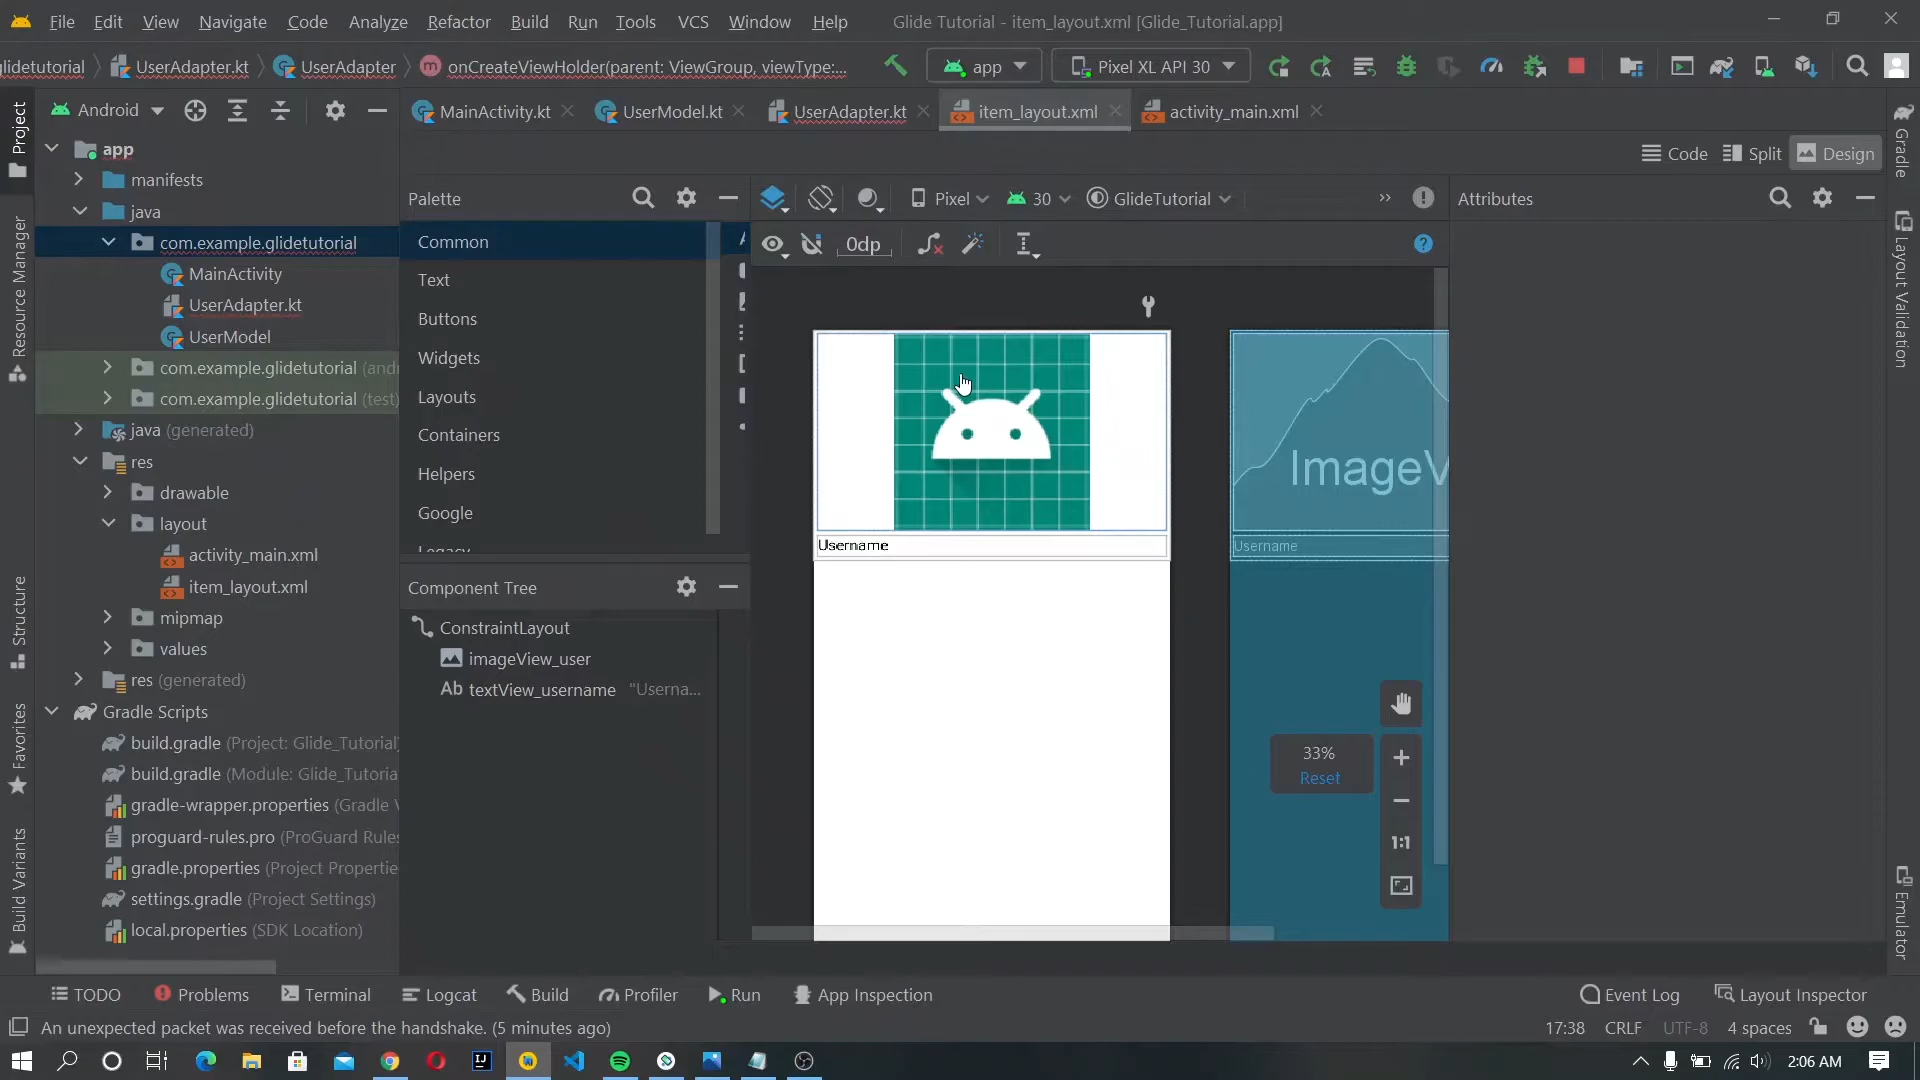 File Edit View Navigate Code Analyze Refactor Build Run Tools VCS Window Help Glide Tutorial - item_layout.xml [Glide_Tutorial.app]
glidetutorial UserAdapter.kt UserAdapter onCreateViewHolder(parent: ViewGroup, viewType:... app Pixel XL API 30
Android MainActivity.kt UserModel.kt UserAdapter.kt item_layout.xml activity_main.xml
Code Split Design
Palette Pixel 30 GlideTutorial Attributes
0dp
Common
Text
Buttons
Widgets
Layouts
Containers
Helpers
Google
Legacy
Component Tree
ConstraintLayout
imageView_user
Ab textView_username "Userna...
app
manifests
java
com.example.glidetutorial
MainActivity
UserAdapter.kt
UserModel
com.example.glidetutorial (and
com.example.glidetutorial (test)
java (generated)
res
drawable
layout
activity_main.xml
item_layout.xml
mipmap
values
res (generated)
Gradle Scripts
build.gradle (Project: Glide_Tutorial)
build.gradle (Module: Glide_Tutoria
gradle-wrapper.properties (Gradle V
proguard-rules.pro (ProGuard Rules
gradle.properties (Project Propertie
settings.gradle (Project Settings)
local.properties (SDK Location)
Username
ImageV
Username
33%
Reset
1:1
Project
Resource Manager
Structure
Favorites
Build Variants
Gradle
Layout Validation
Emulator
TODO Problems Terminal Logcat Build Profiler Run App Inspection Event Log Layout Inspector
An unexpected packet was received before the handshake. (5 minutes ago) 17:38 CRLF UTF-8 4 spaces
2:06 AM